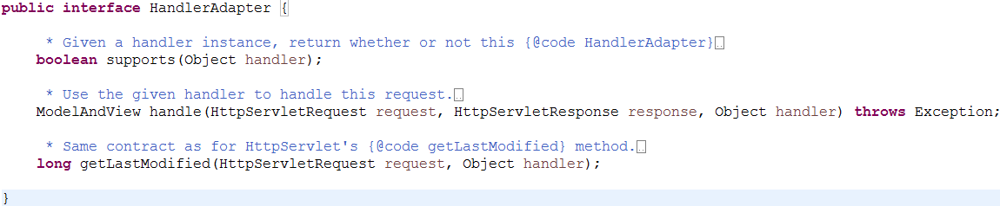 public interface HandlerAdapter {
* Given a handler instance, return whether or not this {@code HandlerAdapter}
boolean supports(Object handler);
* Use the given handler to handle this request.
ModelAndView handle(HttpServletRequest request, HttpServletResponse response, Object handler) throws Exception;
* Same contract as for HttpServlet's {@code getLastModified} method.
long getLastModified(HttpServletRequest request, Object handler);
}